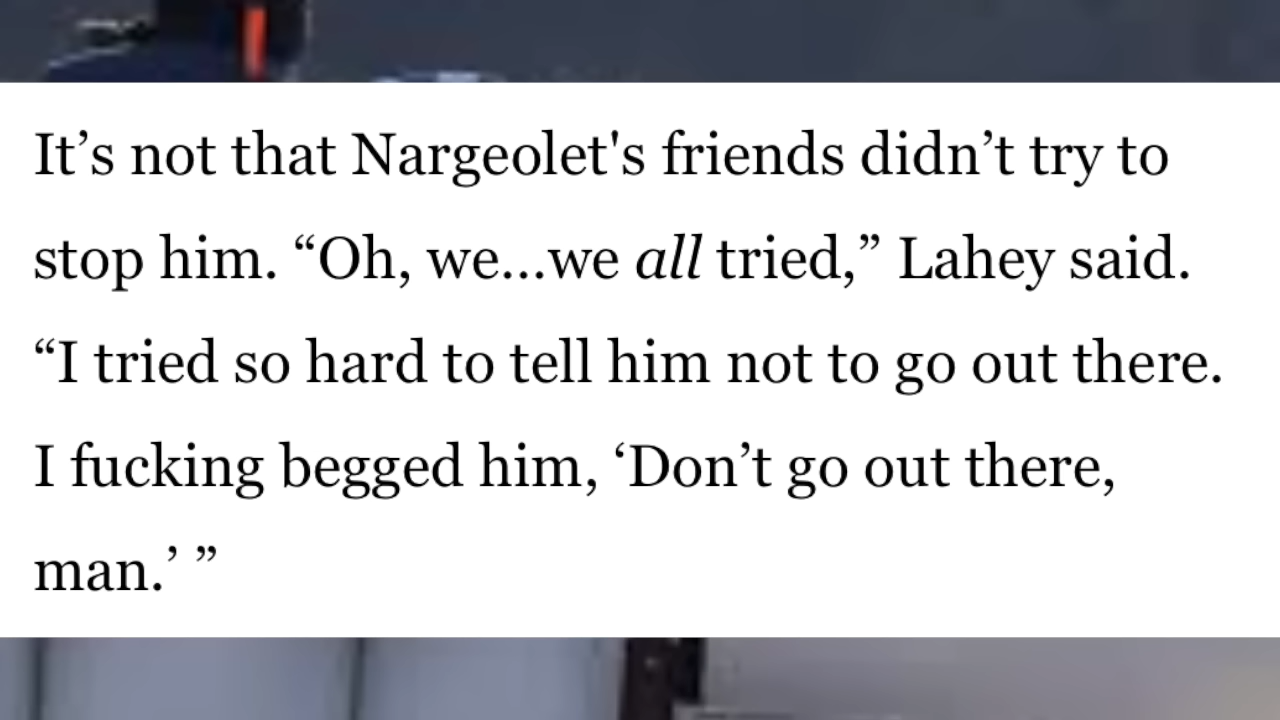 It’s not that Nargeolet's friends didn’t try to
stop him. “Oh, we…we all tried,” Lahey said.
“I tried so hard to tell him not to go out there.
I fucking begged him, ‘Don’t go out there,
man.’ ”